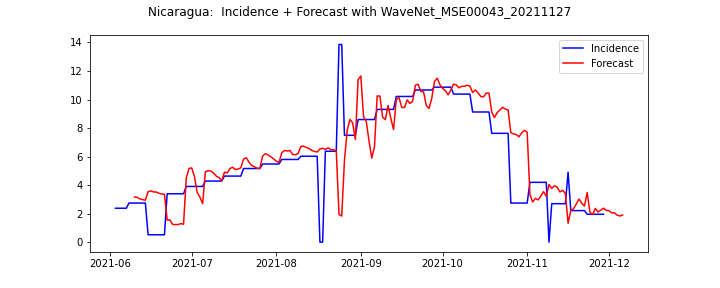 Nicaragua:  Incidence + Forecast with WaveNet_MSE00043_20211127
14
12
10
8
6
4
2
0
Incidence
Forecast
2021-06 2021-07 2021-08 2021-09 2021-10 2021-11 2021-12